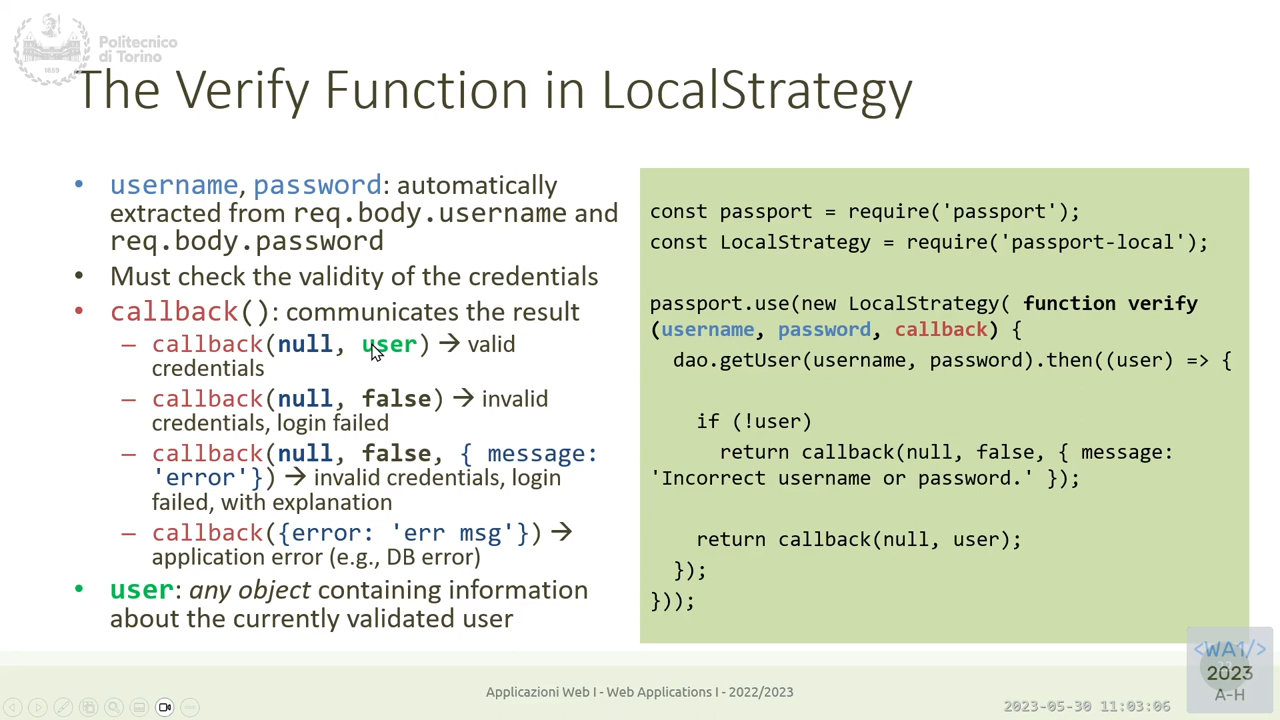 Politecnico
di Torino
1859
The Verify Function in LocalStrategy
• username, password: automatically
extracted from req.body.username and
req.body.password
• Must check the validity of the credentials
• callback(): communicates the result
– callback(null, user) → valid
credentials
– callback(null, false) → invalid
credentials, login failed
– callback(null, false, { message:
'error'}) → invalid credentials, login
failed, with explanation
– callback({error: 'err msg'}) →
application error (e.g., DB error)
• user: any object containing information
about the currently validated user
const passport = require('passport');
const LocalStrategy = require('passport-local');
passport.use(new LocalStrategy( function verify
(username, password, callback) {
dao.getUser(username, password).then((user) => {
if (!user)
return callback(null, false, { message:
'Incorrect username or password.' });
return callback(null, user);
});
}));
Applicazioni Web I - Web Applications I - 2022/2023
<WA1/>
2023
A-H
2023-05-30 11:03:06